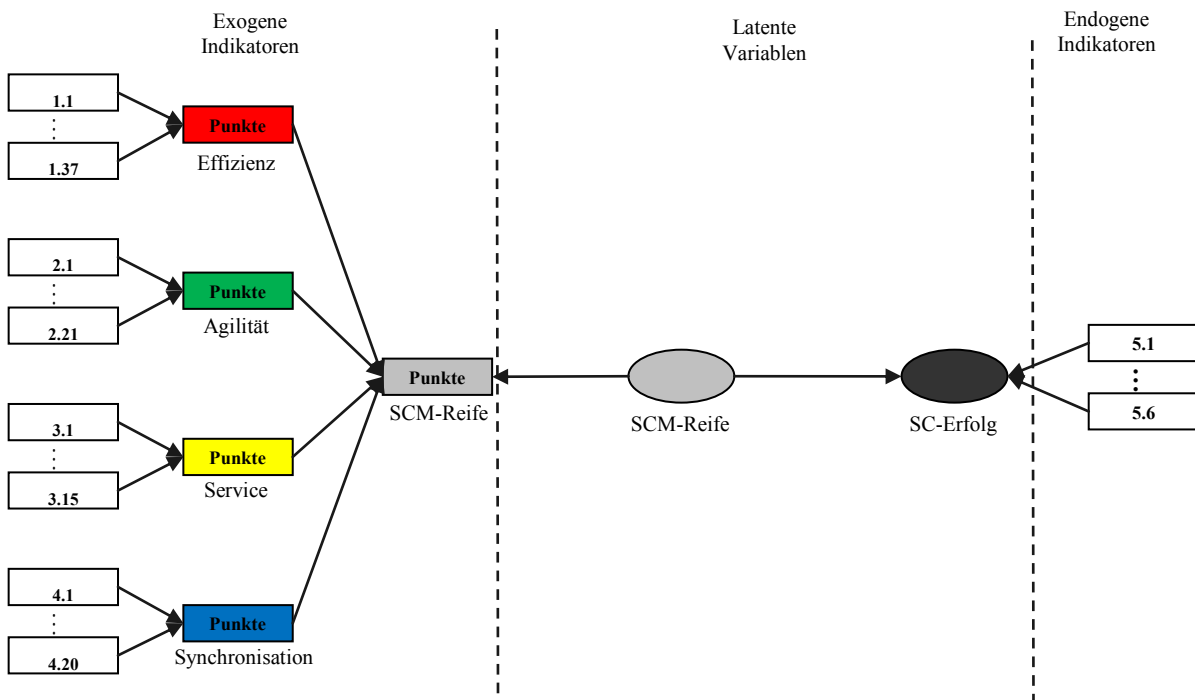 Exogene
Indikatoren
Latente
Variablen
Endogene
Indikatoren
1.1
1.37
Punkte
Effizienz
2.1
2.21
Punkte
Agilität
3.1
3.15
Punkte
Service
4.1
4.20
Punkte
Synchronisation
Punkte
SCM-Reife
SCM-Reife
SC-Erfolg
5.1
5.6